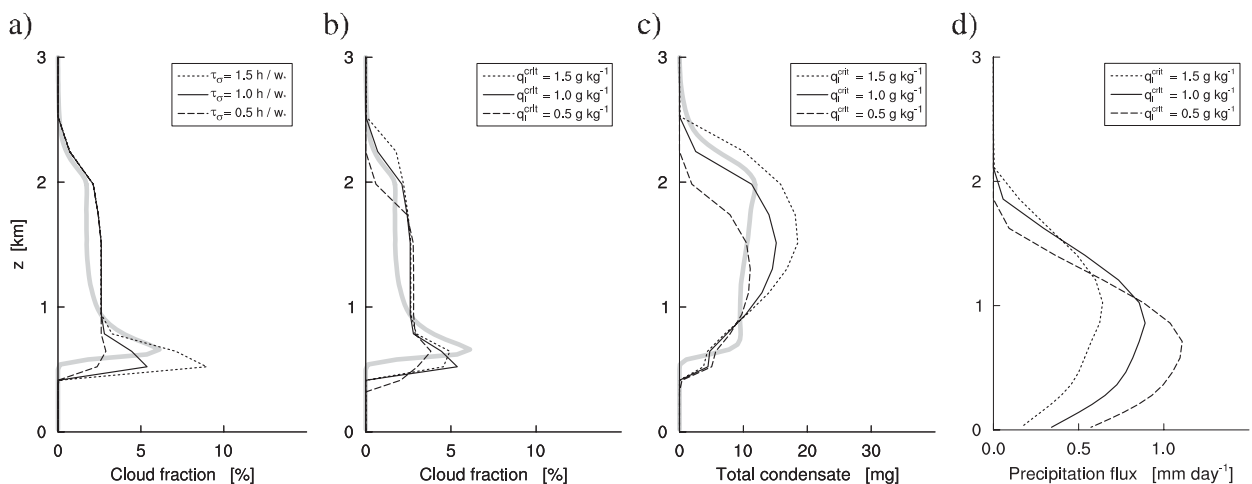 a)
3
2
1
0
z [km]
τσ = 1.5 h / w*
τσ = 1.0 h / w*
τσ = 0.5 h / w*
0 5 10
Cloud fraction [%]
b)
3
2
1
0
qₗᶜʳⁱᵗ = 1.5 g kg⁻¹
qₗᶜʳⁱᵗ = 1.0 g kg⁻¹
qₗᶜʳⁱᵗ = 0.5 g kg⁻¹
0 5 10
Cloud fraction [%]
c)
3
2
1
0
qₗᶜʳⁱᵗ = 1.5 g kg⁻¹
qₗᶜʳⁱᵗ = 1.0 g kg⁻¹
qₗᶜʳⁱᵗ = 0.5 g kg⁻¹
0 10 20 30
Total condensate [mg]
d)
3
2
1
0
qₗᶜʳⁱᵗ = 1.5 g kg⁻¹
qₗᶜʳⁱᵗ = 1.0 g kg⁻¹
qₗᶜʳⁱᵗ = 0.5 g kg⁻¹
0.0 0.5 1.0
Precipitation flux [mm day⁻¹]